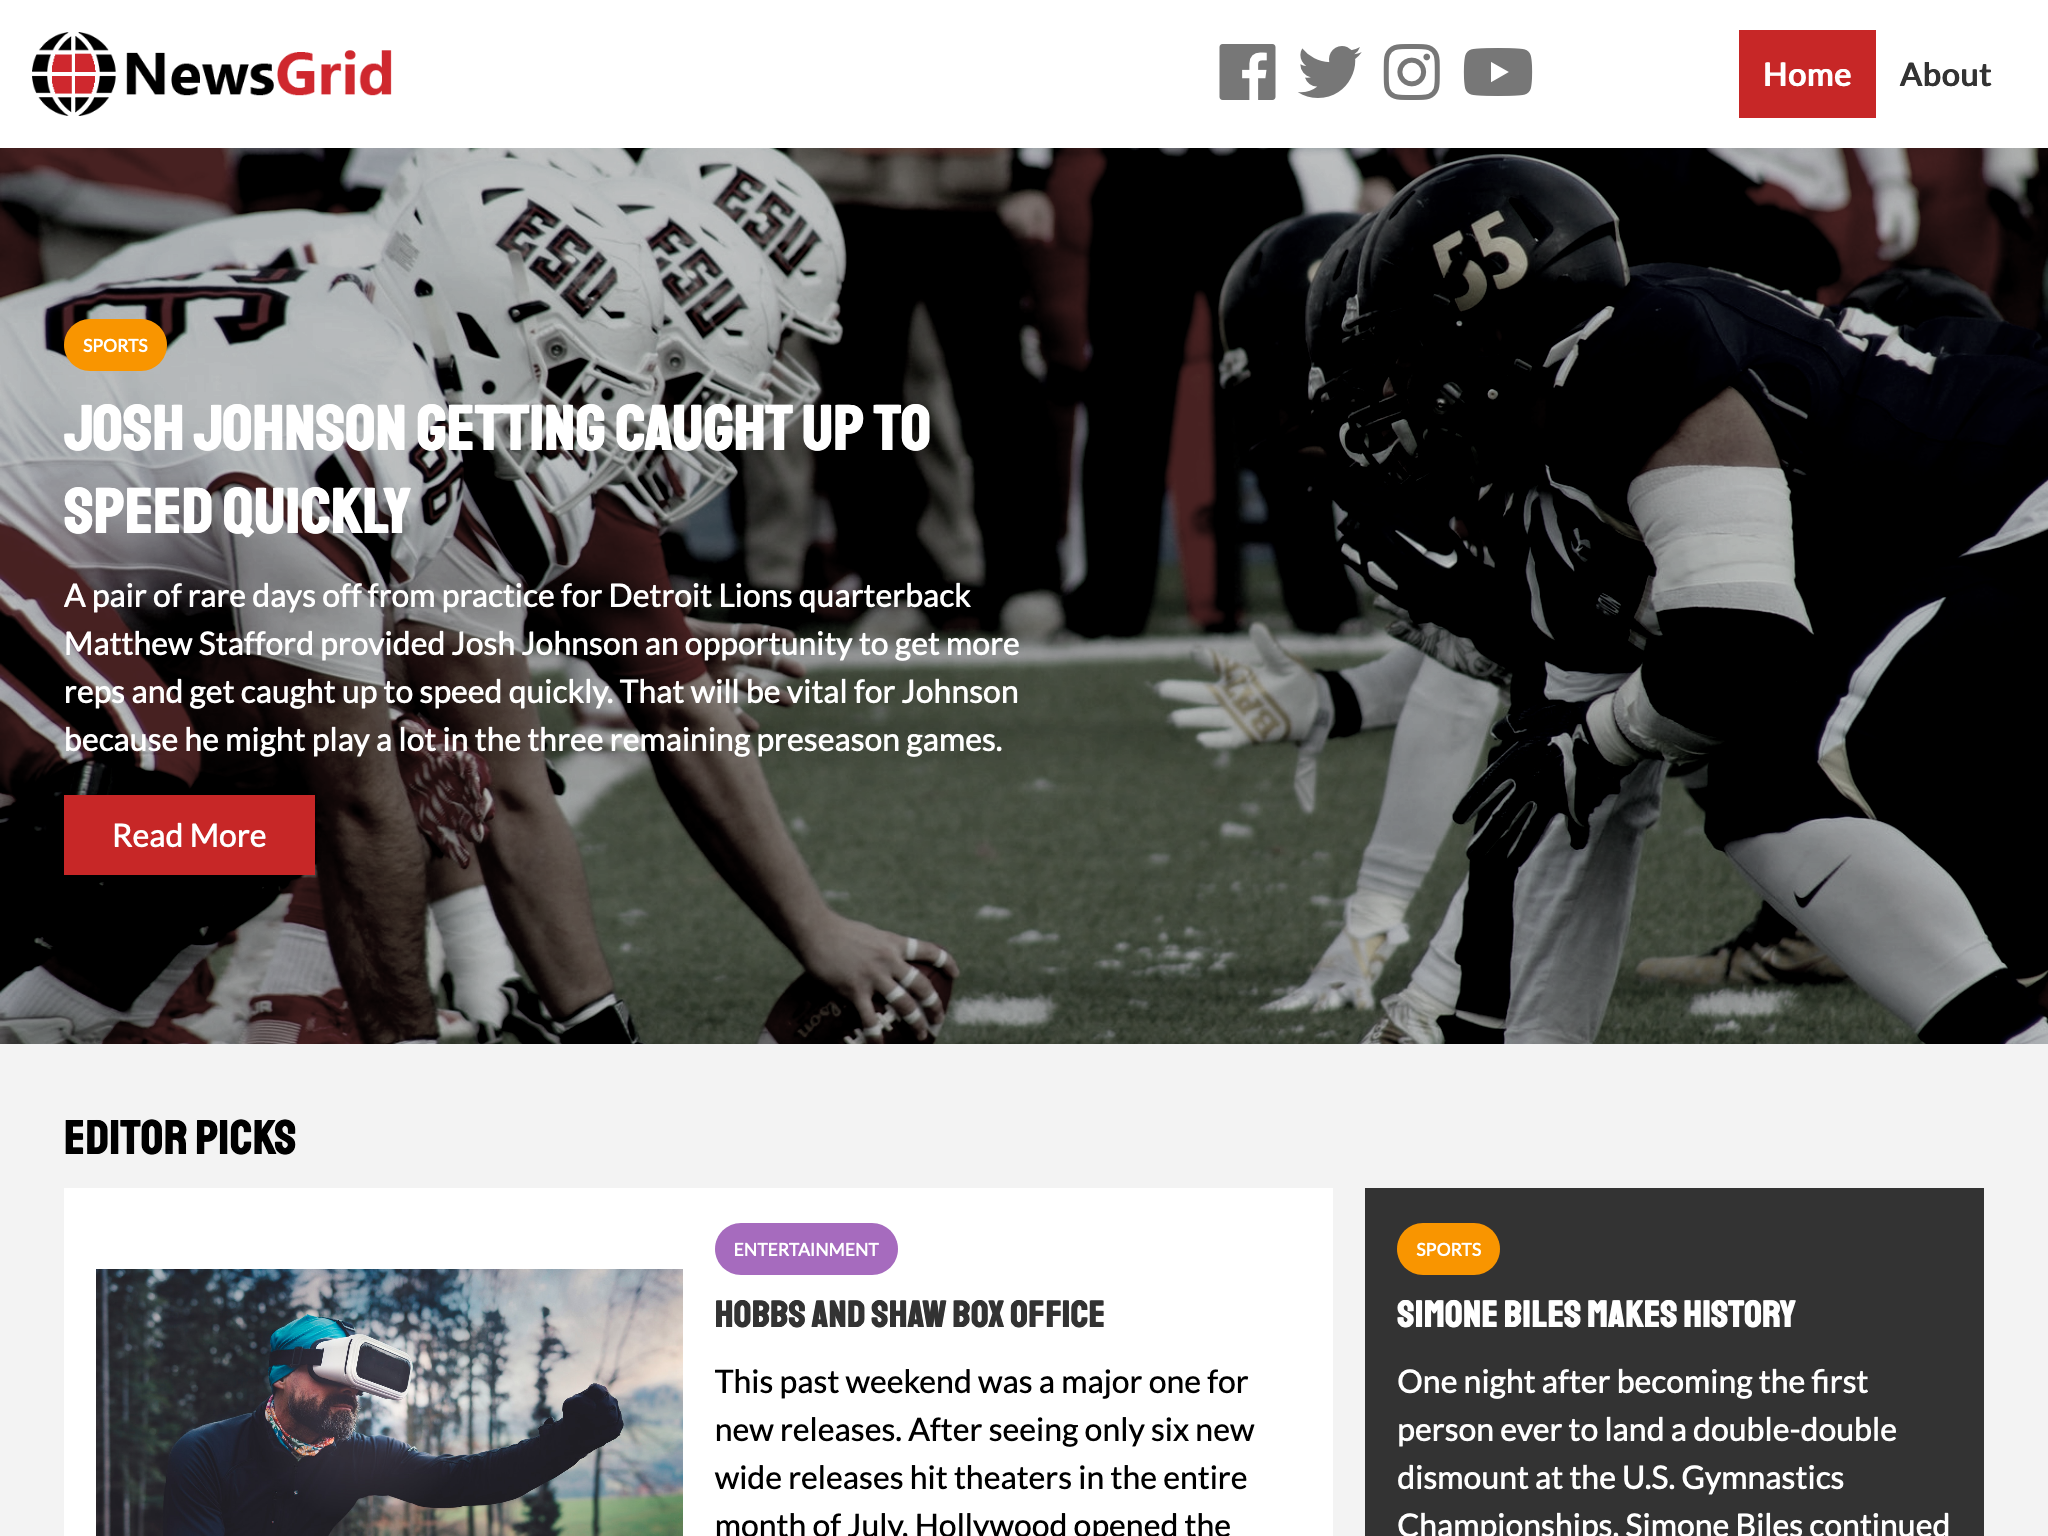 NewsGrid
Home
About
ESU
ESU
ESU
55
SPORTS
JOSH JOHNSON GETTING CAUGHT UP TO
SPEED QUICKLY
A pair of rare days off from practice for Detroit Lions quarterback
Matthew Stafford provided Josh Johnson an opportunity to get more
reps and get caught up to speed quickly. That will be vital for Johnson
because he might play a lot in the three remaining preseason games.
Read More
EDITOR PICKS
ENTERTAINMENT
HOBBS AND SHAW BOX OFFICE
This past weekend was a major one for
new releases. After seeing only six new
wide releases hit theaters in the entire
month of July, Hollywood opened the
SPORTS
SIMONE BILES MAKES HISTORY
One night after becoming the first
person ever to land a double-double
dismount at the U.S. Gymnastics
Championships, Simone Biles continued